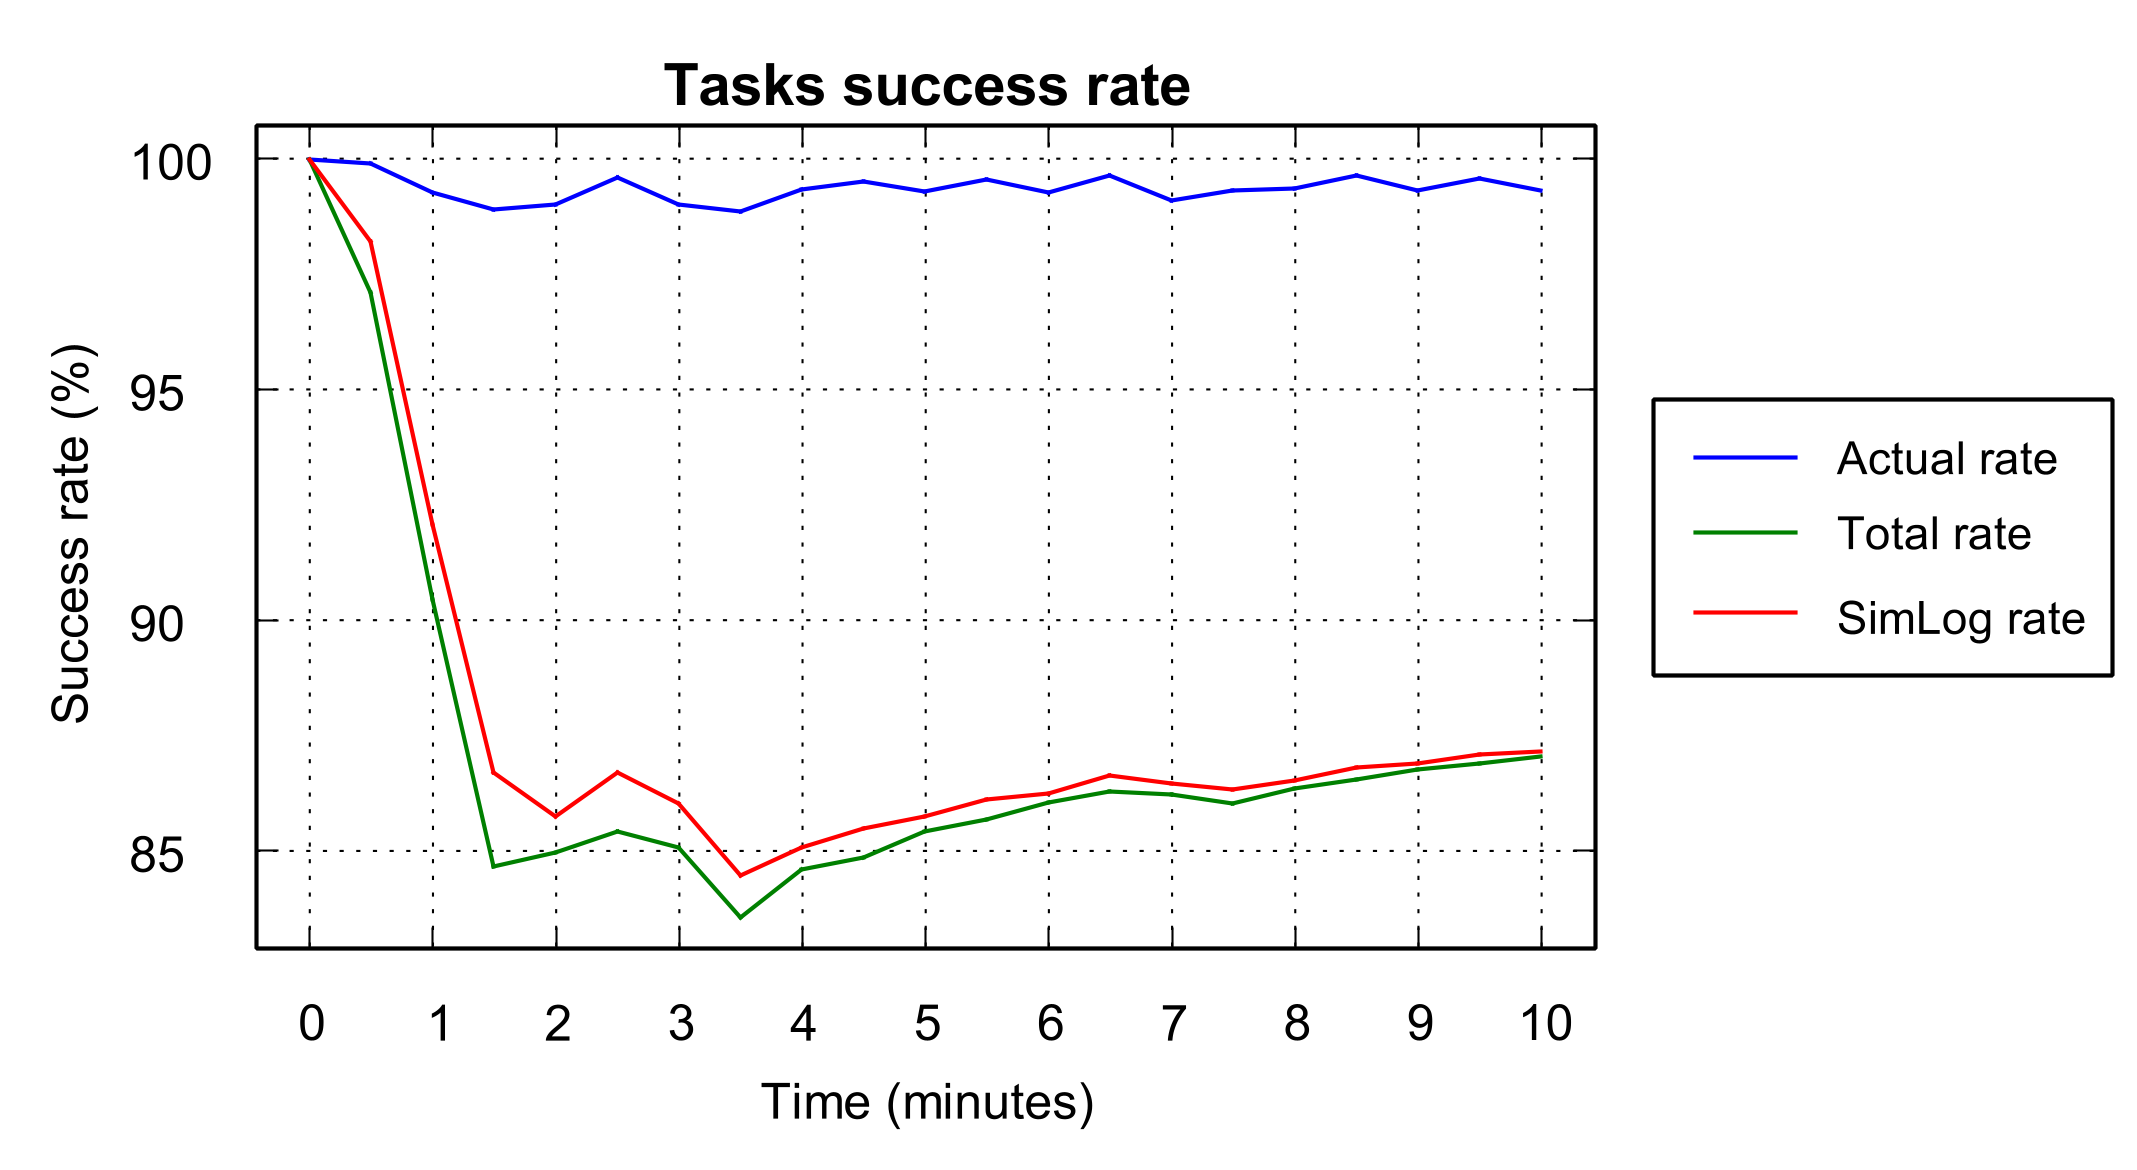 Tasks success rate
100
95
90
85
Success rate (%)
0 1 2 3 4 5 6 7 8 9 10
Time (minutes)
Actual rate
Total rate
SimLog rate